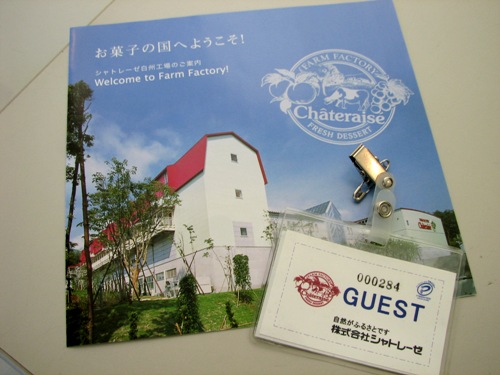 お菓子の国へようこそ!
シャトレーゼ白州工場のご案内
Welcome to Farm Factory!
FARM FACTORY
Châteraisé
FRESH DESSERT
000284
GUEST
自然がふるさとです
株式会社シャトレーゼ